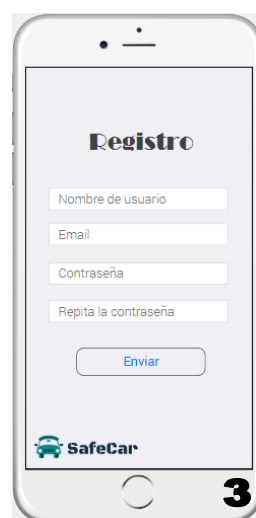 Registro
Nombre de usuario
Email
Contraseña
Repita la contraseña
Enviar
SafeCar
3